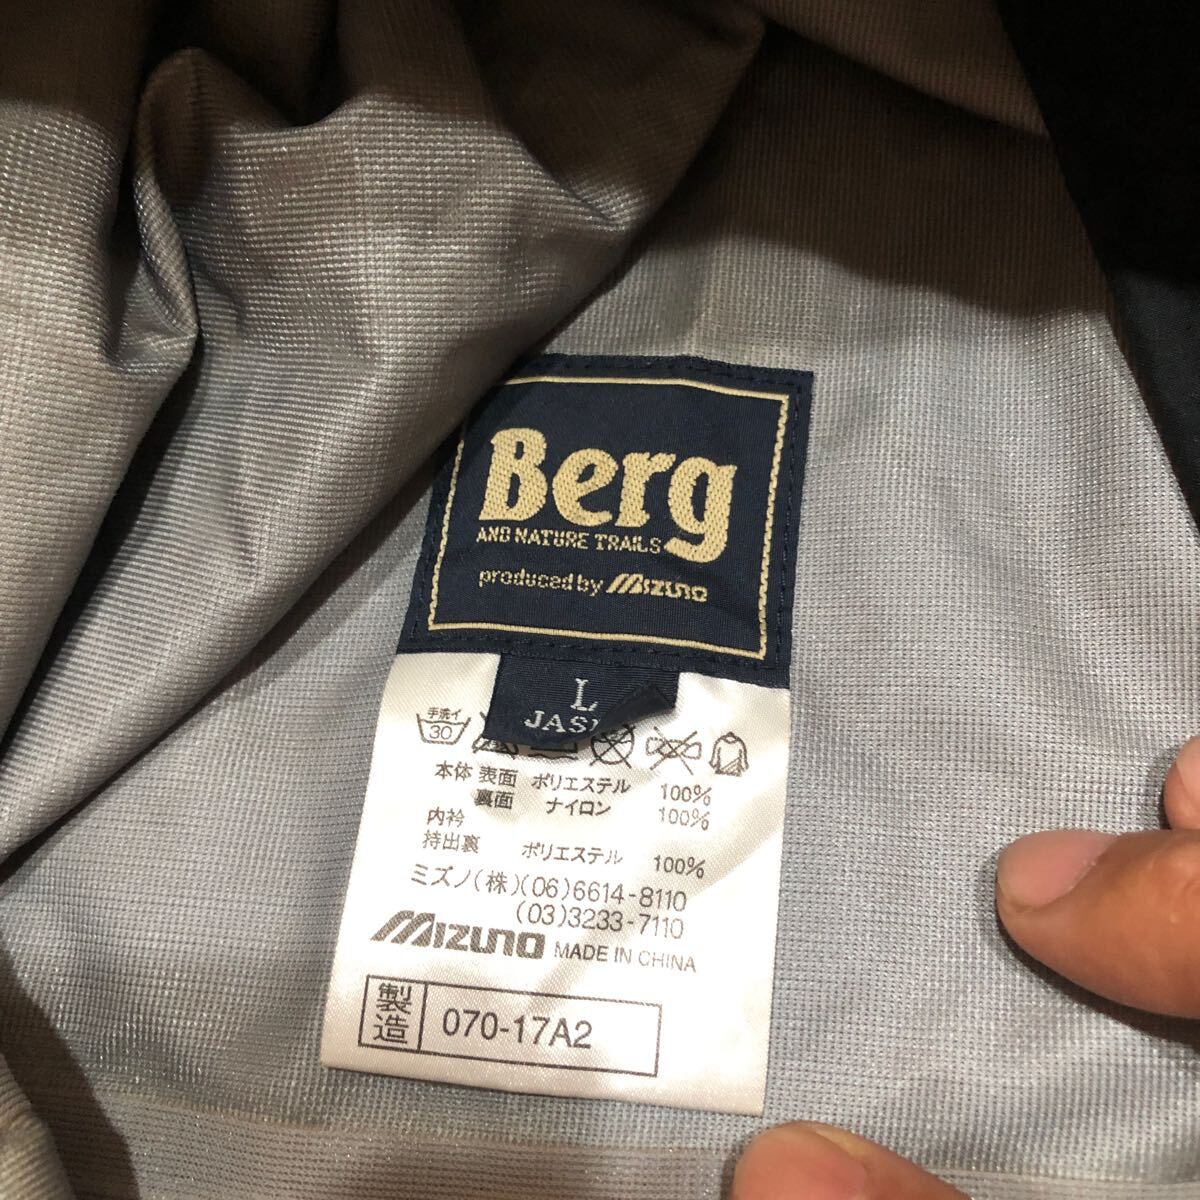 Berg
AND NATURE TRAILS
produced by MIZUNO
L
手洗イ
30
本体 表面 ポリエステル 100%
裏面 ナイロン 100%
内衿
持出裏 ポリエステル 100%
ミズノ(株)(06)6614-8110
(03)3233-7110
MIZUNO MADE IN CHINA
製造 070-17A2